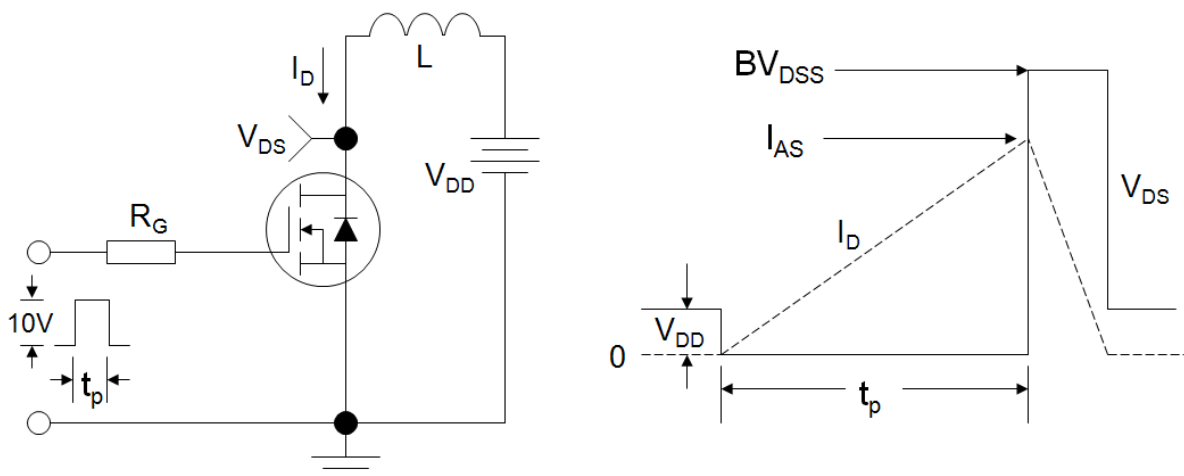 I_D
L
V_DS
V_DD
R_G
10V
t_p
BV_DSS
I_AS
V_DS
I_D
V_DD
0
t_p